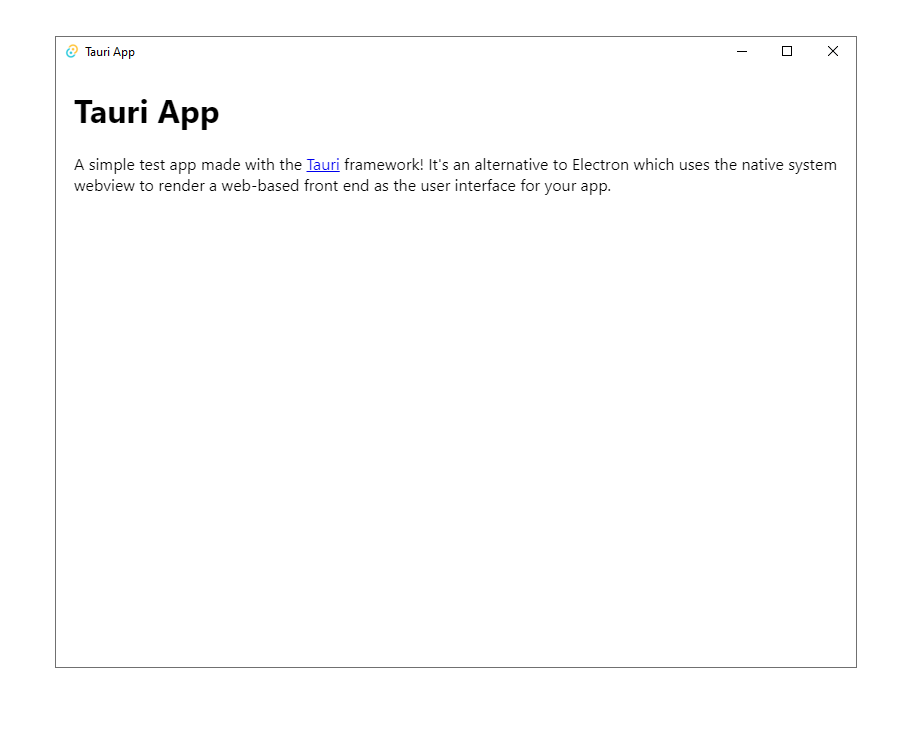 Tauri App
Tauri App
A simple test app made with the Tauri framework! It's an alternative to Electron which uses the native system
webview to render a web-based front end as the user interface for your app.